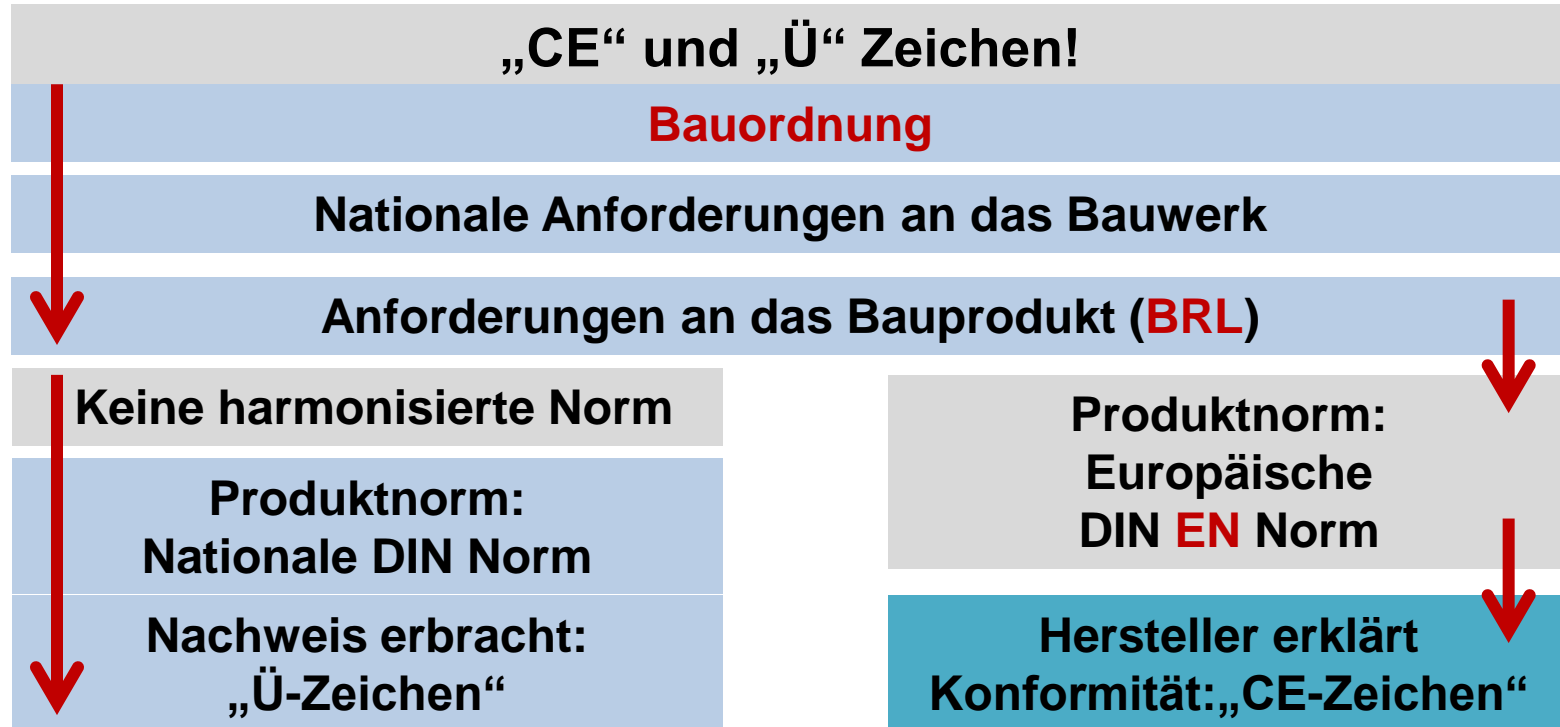 „CE“ und „Ü“ Zeichen!
Bauordnung
Nationale Anforderungen an das Bauwerk
Anforderungen an das Bauprodukt (BRL)
Keine harmonisierte Norm
Produktnorm:
Nationale DIN Norm
Nachweis erbracht:
„Ü-Zeichen“
Produktnorm:
Europäische
DIN EN Norm
Hersteller erklärt
Konformität:„CE-Zeichen“